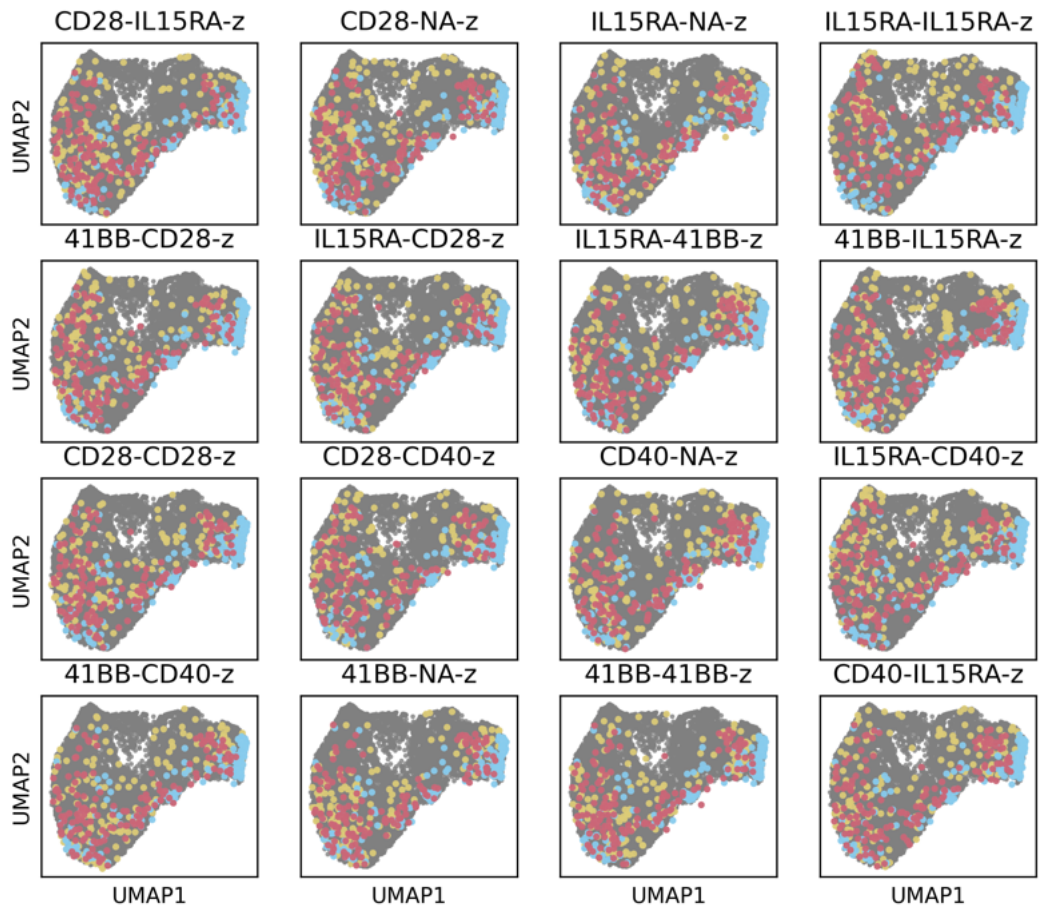 CD28-IL15RA-z
CD28-NA-z
IL15RA-NA-z
IL15RA-IL15RA-z
UMAP2
41BB-CD28-z
IL15RA-CD28-z
IL15RA-41BB-z
41BB-IL15RA-z
UMAP2
CD28-CD28-z
CD28-CD40-z
CD40-NA-z
IL15RA-CD40-z
UMAP2
41BB-CD40-z
41BB-NA-z
41BB-41BB-z
CD40-IL15RA-z
UMAP2
UMAP1
UMAP1
UMAP1
UMAP1